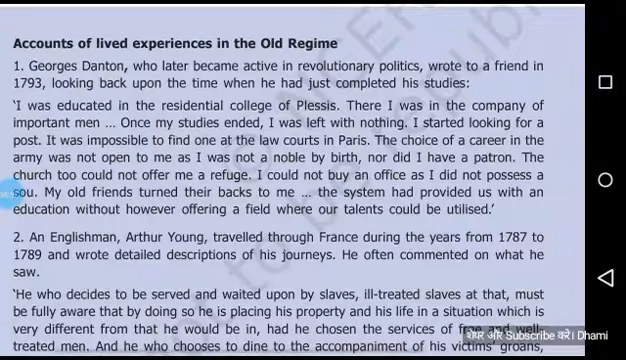 Accounts of lived experiences in the Old Regime
1. Georges Danton, who later became active in revolutionary politics, wrote to a friend in
1793, looking back upon the time when he had just completed his studies:
‘I was educated in the residential college of Plessis. There I was in the company of
important men ... Once my studies ended, I was left with nothing. I started looking for a
post. It was impossible to find one at the law courts in Paris. The choice of a career in the
army was not open to me as I was not a noble by birth, nor did I have a patron. The
church too could not offer me a refuge. I could not buy an office as I did not possess a
sou. My old friends turned their backs to me ... the system had provided us with an
education without however offering a field where our talents could be utilised.’
2. An Englishman, Arthur Young, travelled through France during the years from 1787 to
1789 and wrote detailed descriptions of his journeys. He often commented on what he
saw.
‘He who decides to be served and waited upon by slaves, ill-treated slaves at that, must
be fully aware that by doing so he is placing his property and his life in a situation which is
very different from that he would be in, had he chosen the services of free and well-
treated men. And he who chooses to dine to the accompaniment of his victims’ groans,
शेयर और Subscribe करें। Dhami